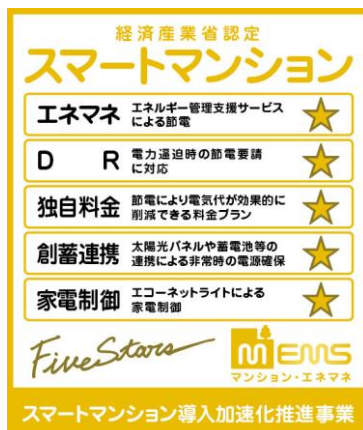 経済産業省認定
スマートマンション
エネマネ エネルギー管理支援サービス
による節電
D R 電力逼迫時の節電要請
に対応
独自料金 節電により電気代が効果的に
削減できる料金プラン
創蓄連携 太陽光パネルや蓄電池等の
連携による非常時の電源確保
家電制御 エコーネットライトによる
家電制御
FiveStars
MEMS
マンション・エネマネ
スマートマンション導入加速化推進事業